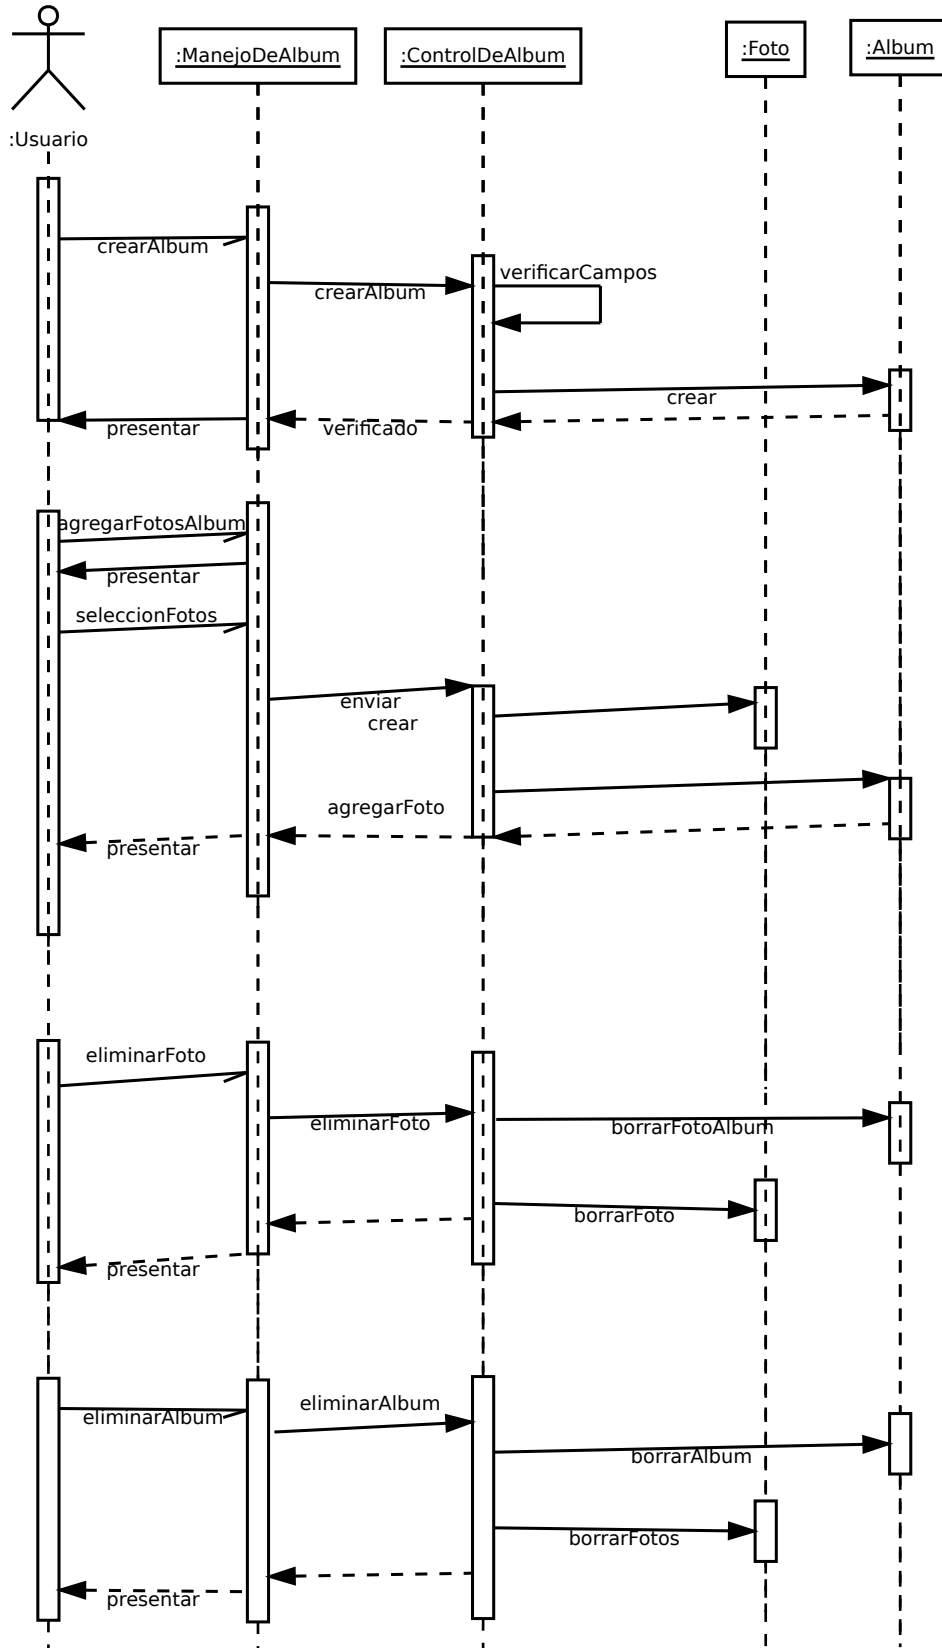 :ManejoDeAlbum
:ControlDeAlbum
:Foto
:Album
:Usuario
crearAlbum
crearAlbum
verificarCampos
crear
presentar
verificado
agregarFotosAlbum
presentar
seleccionFotos
enviar
crear
agregarFoto
presentar
eliminarFoto
eliminarFoto
borrarFotoAlbum
borrarFoto
presentar
eliminarAlbum
eliminarAlbum
borrarAlbum
borrarFotos
presentar